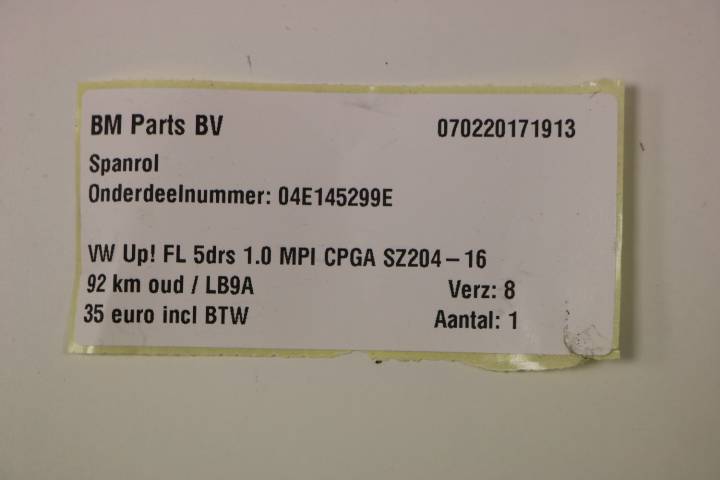 BM Parts BV 070220171913
Spanrol
Onderdeelnummer: 04E145299E
VW Up! FL 5drs 1.0 MPI CPGA SZ204-16
92 km oud / LB9A Verz: 8
35 euro incl BTW Aantal: 1